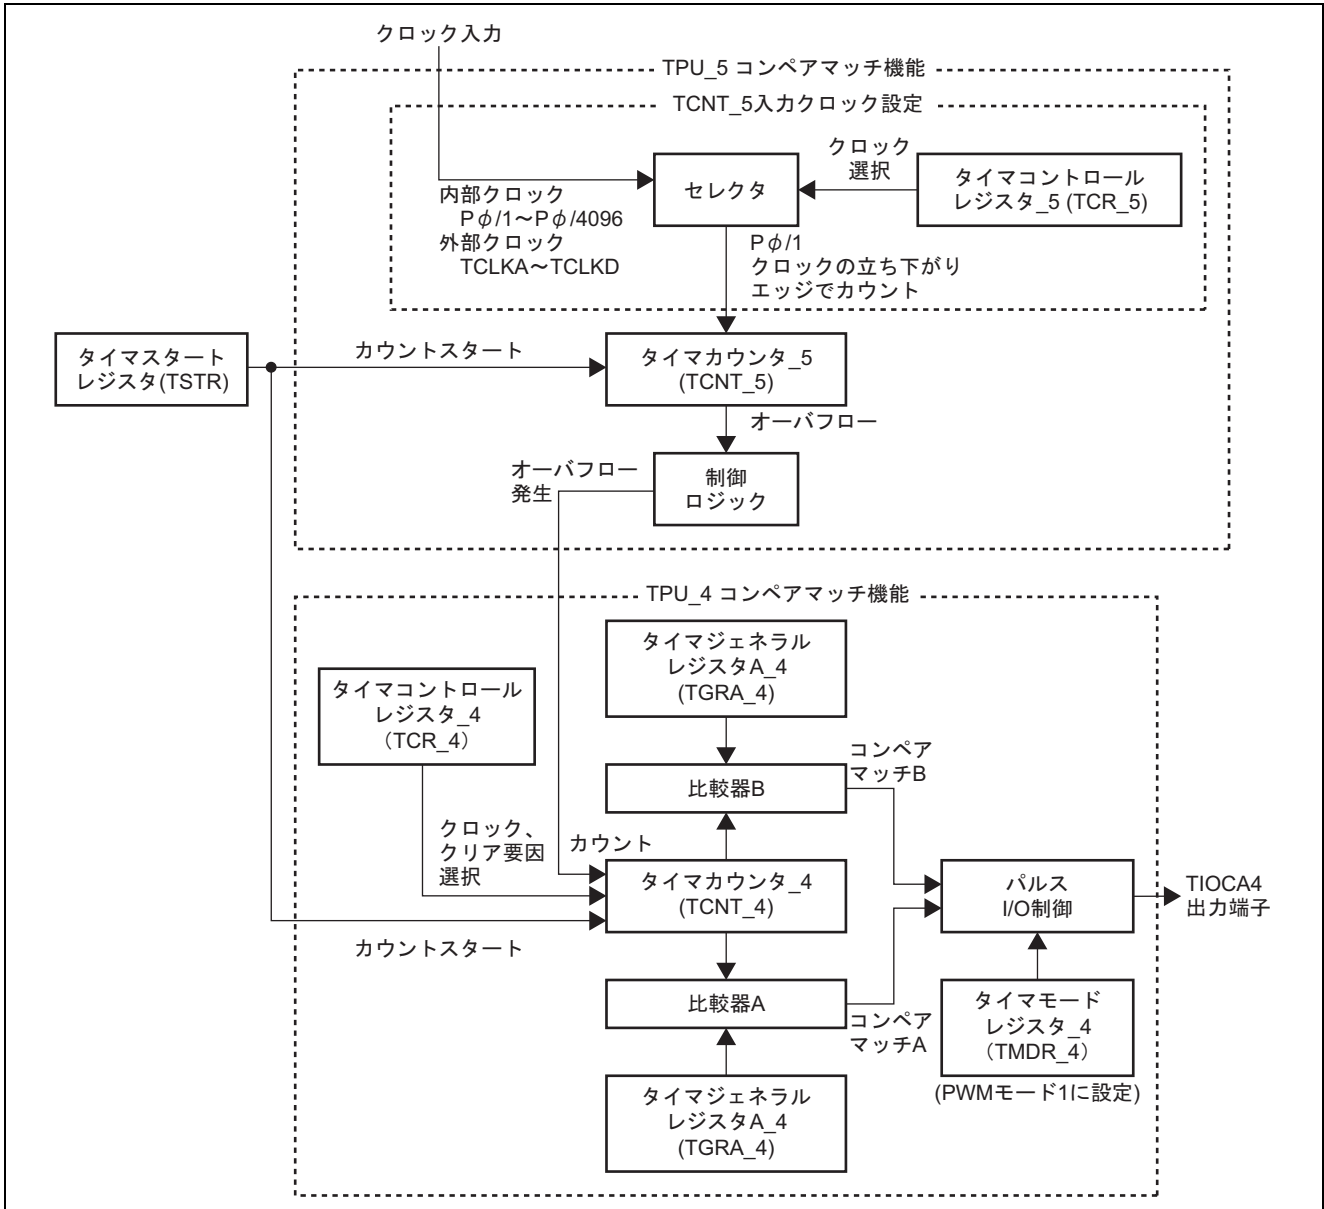 クロック入力
TPU_5 コンペアマッチ機能
TCNT_5入力クロック設定
クロック
選択
セレクタ
タイマコントロール
レジスタ_5 (TCR_5)
内部クロック
Pφ/1～Pφ/4096
外部クロック
TCLKA～TCLKD
Pφ/1
クロックの立ち下がり
エッジでカウント
タイマスタート
レジスタ(TSTR)
カウントスタート
タイマカウンタ_5
(TCNT_5)
オーバフロー
オーバフロー
発生
制御
ロジック
TPU_4 コンペアマッチ機能
タイマジェネラル
レジスタA_4
(TGRA_4)
タイマコントロール
レジスタ_4
（TCR_4）
コンペア
マッチB
比較器B
クロック、
クリア要因
選択
カウント
タイマカウンタ_4
(TCNT_4)
パルス
I/O制御
TIOCA4
出力端子
カウントスタート
比較器A
コンペア
マッチA
タイマモード
レジスタ_4
（TMDR_4）
(PWMモード1に設定)
タイマジェネラル
レジスタA_4
(TGRA_4)